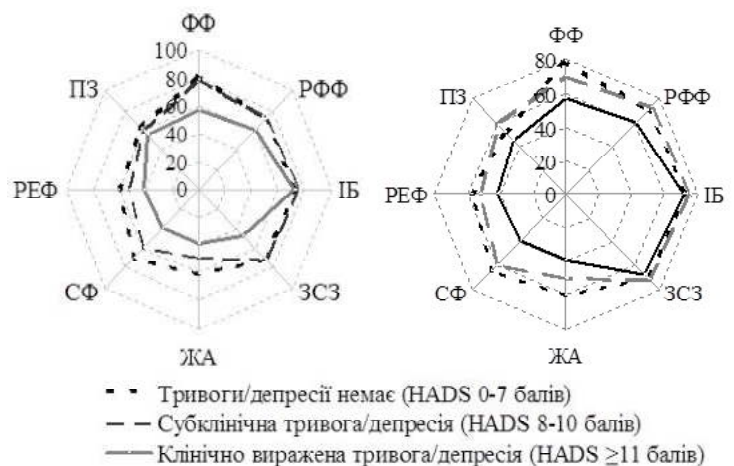 ФФ
100
80
60
40
20
0
ПЗ
РФФ
РЕФ
ІБ
СФ
ЗСЗ
ЖА
ФФ
80
60
40
20
0
ПЗ
РФФ
РЕФ
ІБ
СФ
ЗСЗ
ЖА
Тривоги/депресії немає (HADS 0-7 балів)
Субклінічна тривога/депресія (HADS 8-10 балів)
Клінічно виражена тривога/депресія (HADS ≥11 балів)